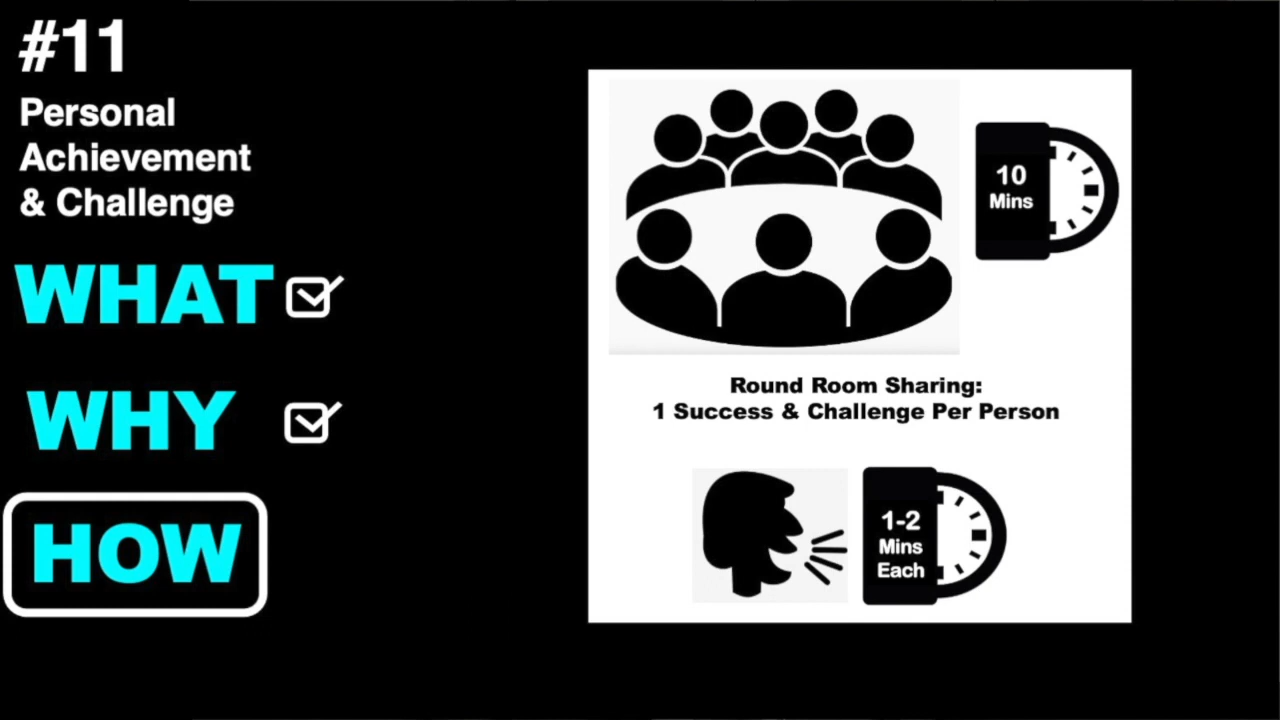 #11
Personal
Achievement
& Challenge
WHAT
WHY
HOW
10
Mins
Round Room Sharing:
1 Success & Challenge Per Person
1-2
Mins
Each